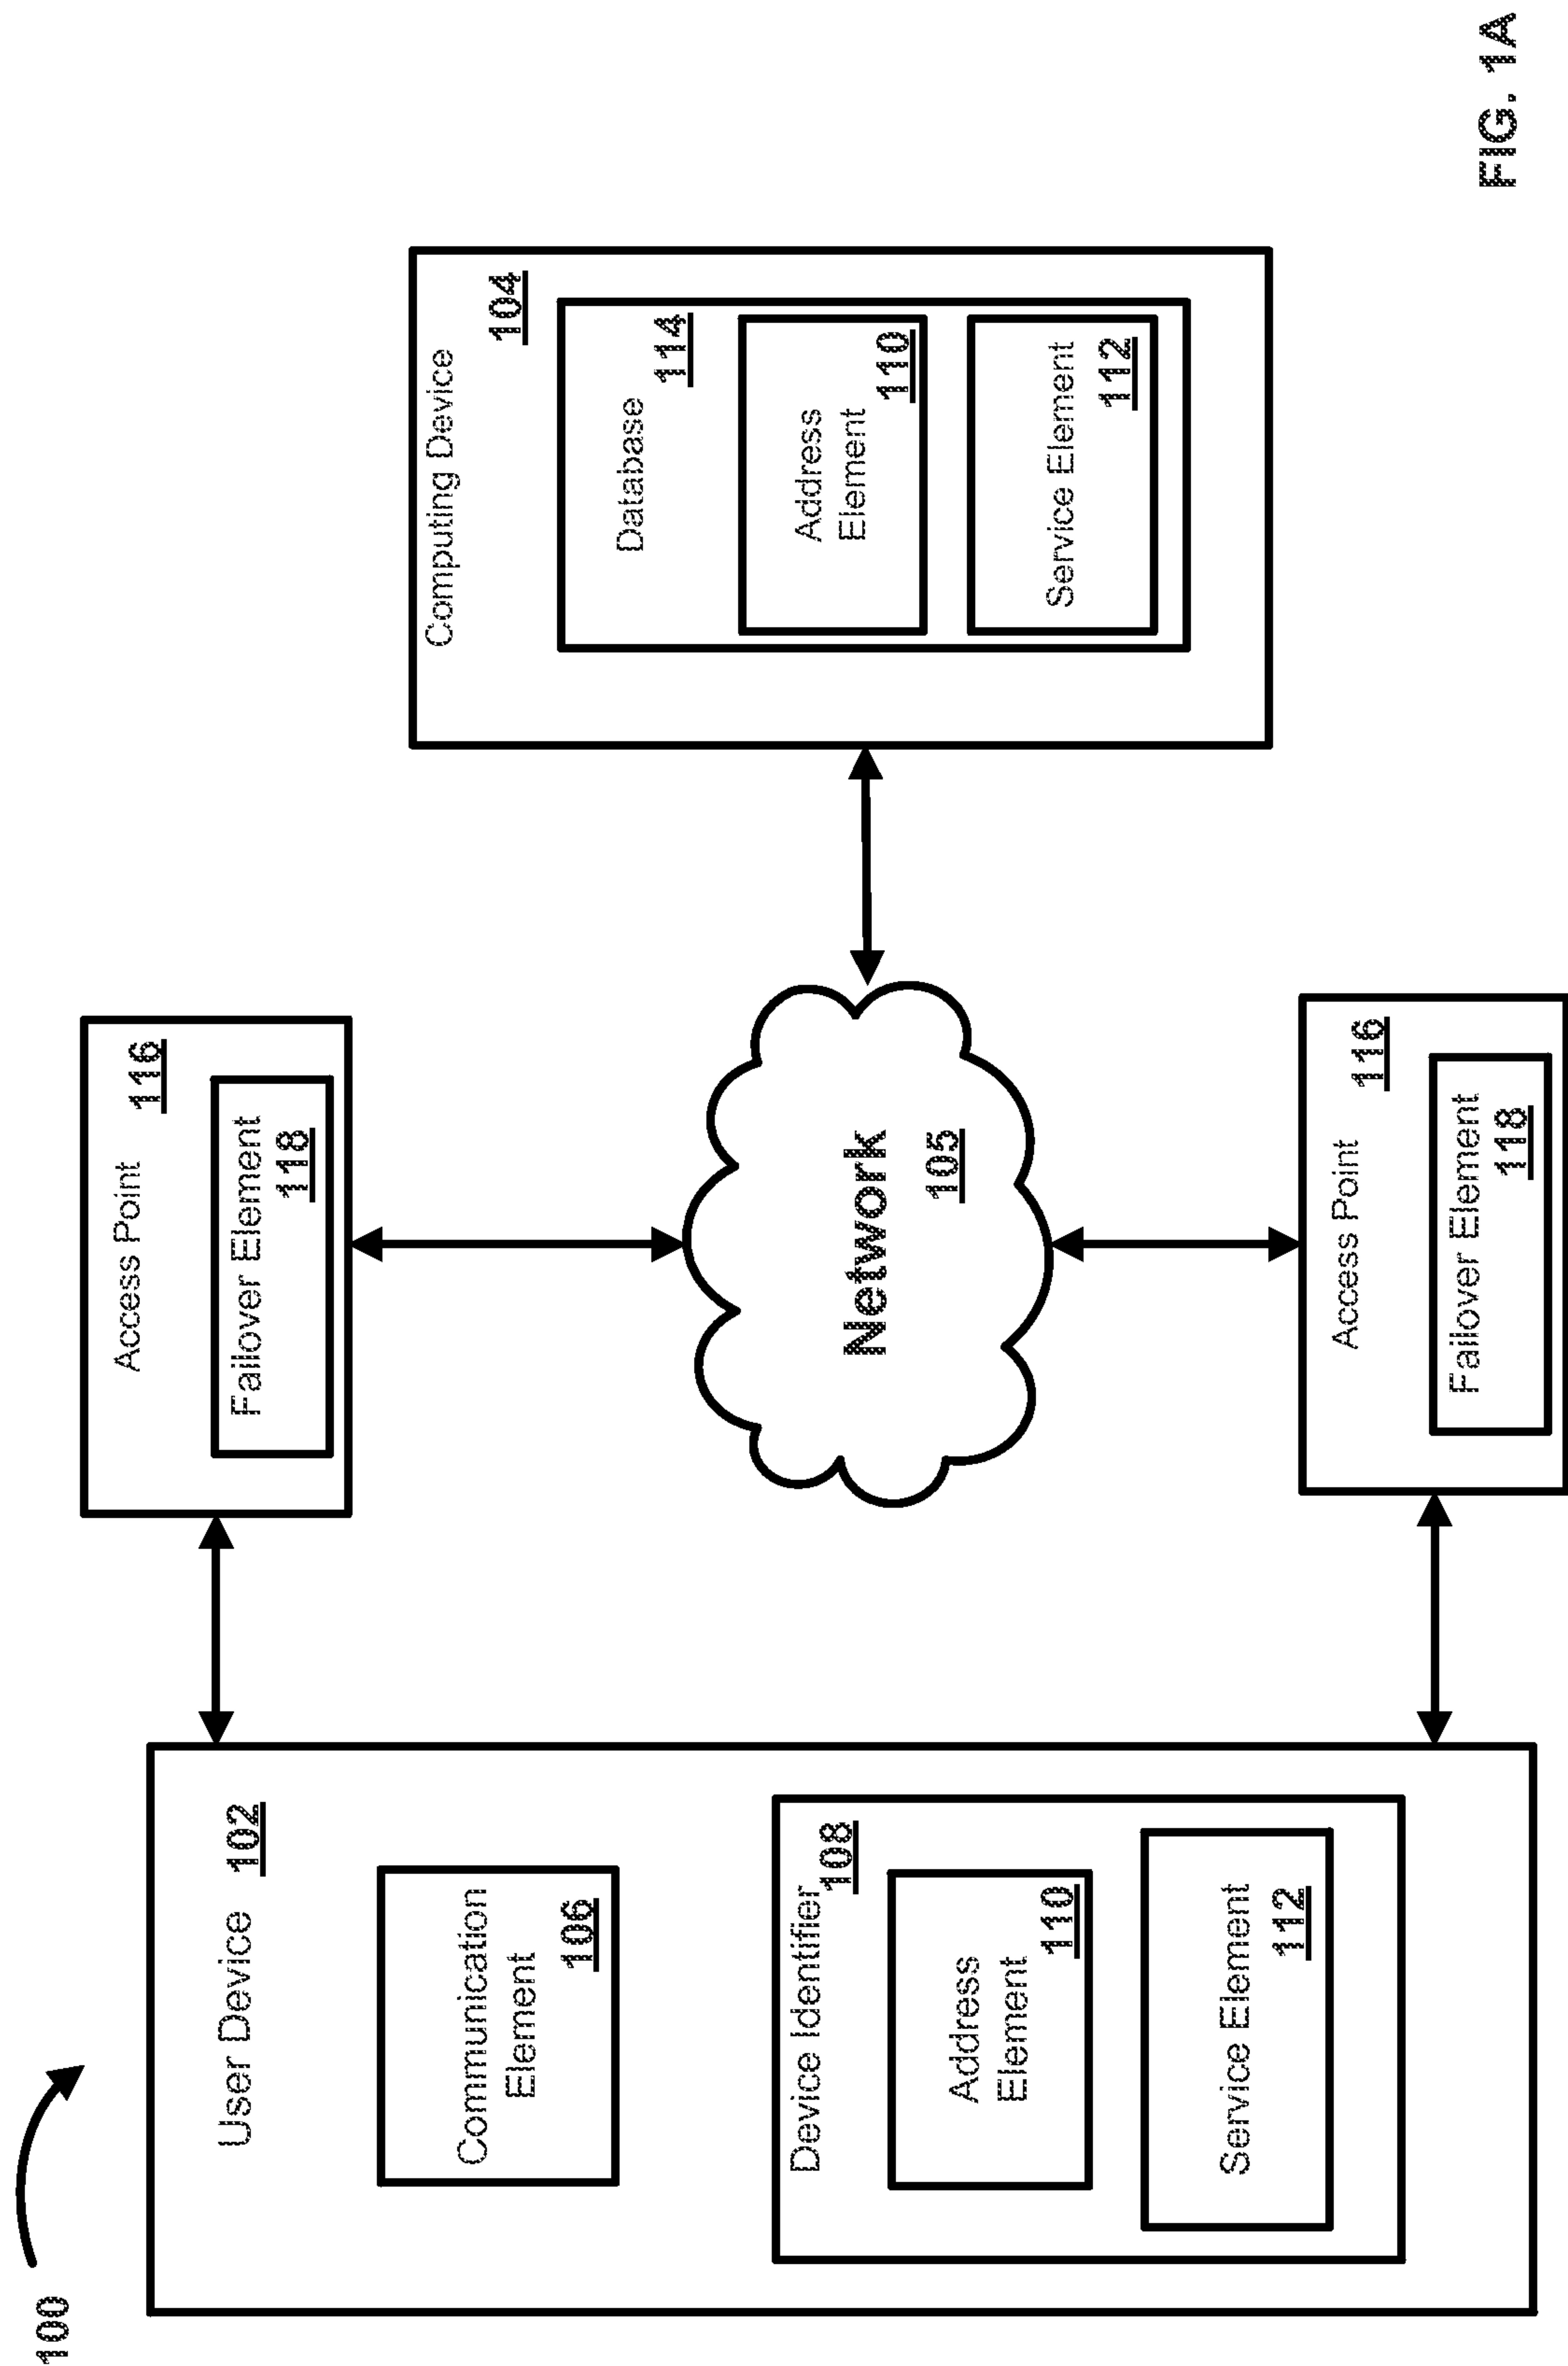 100
User Device
102
Communication
Element
106
Device Identifier
108
Address
Element
110
Service Element
112
Access Point
116
Failover Element
118
Network
105
Access Point
116
Failover Element
118
Computing Device
104
Database
114
Address
Element
110
Service Element
112
FIG. 1A